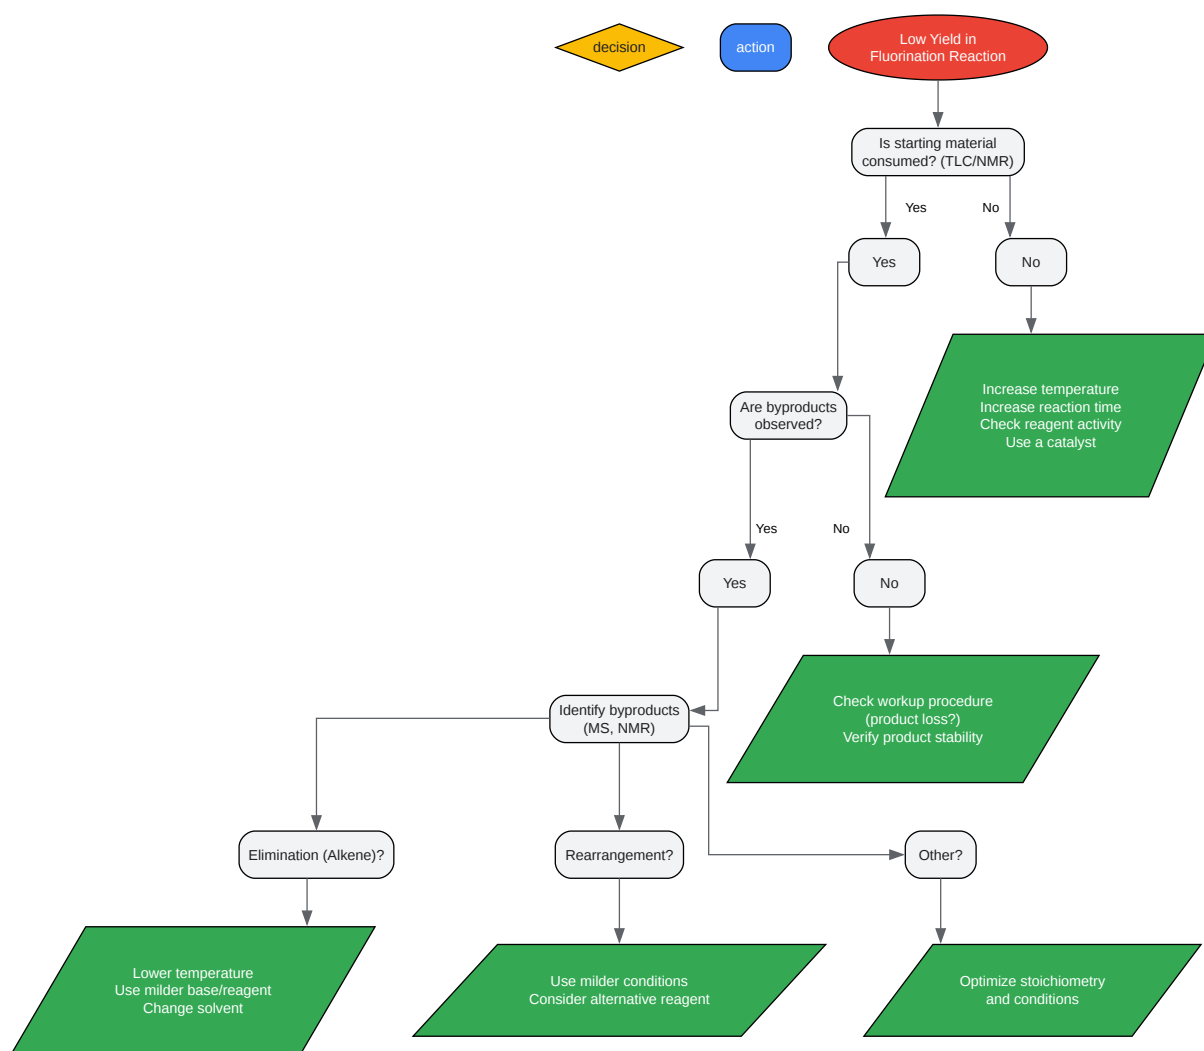 decision
action
Low Yield in
Fluorination Reaction
Is starting material
consumed? (TLC/NMR)
Yes
No
Yes
No
Increase temperature
Increase reaction time
Check reagent activity
Use a catalyst
Are byproducts
observed?
Yes
No
Yes
No
Check workup procedure
(product loss?)
Verify product stability
Identify byproducts
(MS, NMR)
Elimination (Alkene)?
Rearrangement?
Other?
Lower temperature
Use milder base/reagent
Change solvent
Use milder conditions
Consider alternative reagent
Optimize stoichiometry
and conditions